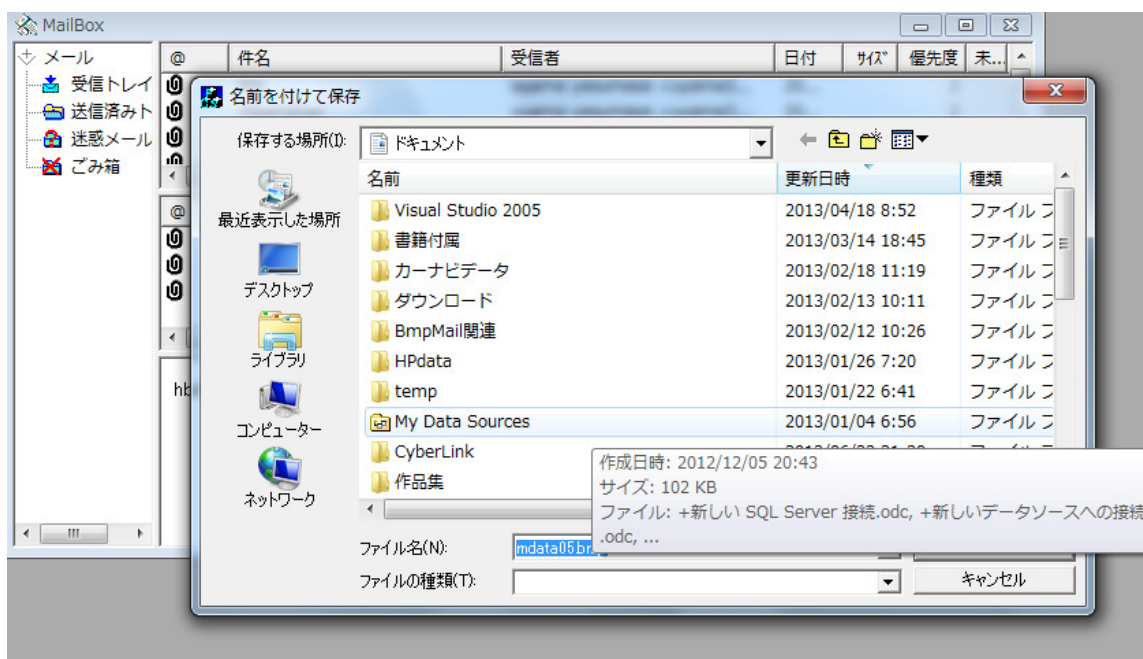 MailBox
メール
受信トレイ
送信済みト
迷惑メール
ごみ箱
@ 件名 受信者 日付 サイズ 優先度 未...
@
hb
名前を付けて保存
保存する場所(I): ドキュメント
最近表示した場所
デスクトップ
ライブラリ
コンピューター
ネットワーク
名前 更新日時 種類
Visual Studio 2005 2013/04/18 8:52 ファイル フ
書籍付属 2013/03/14 18:45 ファイル フ
カーナビデータ 2013/02/18 11:19 ファイル フ
ダウンロード 2013/02/13 10:11 ファイル フ
BmpMail関連 2013/02/12 10:26 ファイル フ
HPdata 2013/01/26 7:20 ファイル フ
temp 2013/01/22 6:41 ファイル フ
My Data Sources 2013/01/04 6:56 ファイル フ
CyberLink
作品集
作成日時: 2012/12/05 20:43
サイズ: 102 KB
ファイル: +新しい SQL Server 接続.odc, +新しいデータソースへの接続
.odc, ...
ファイル名(N):
ファイルの種類(T):
キャンセル